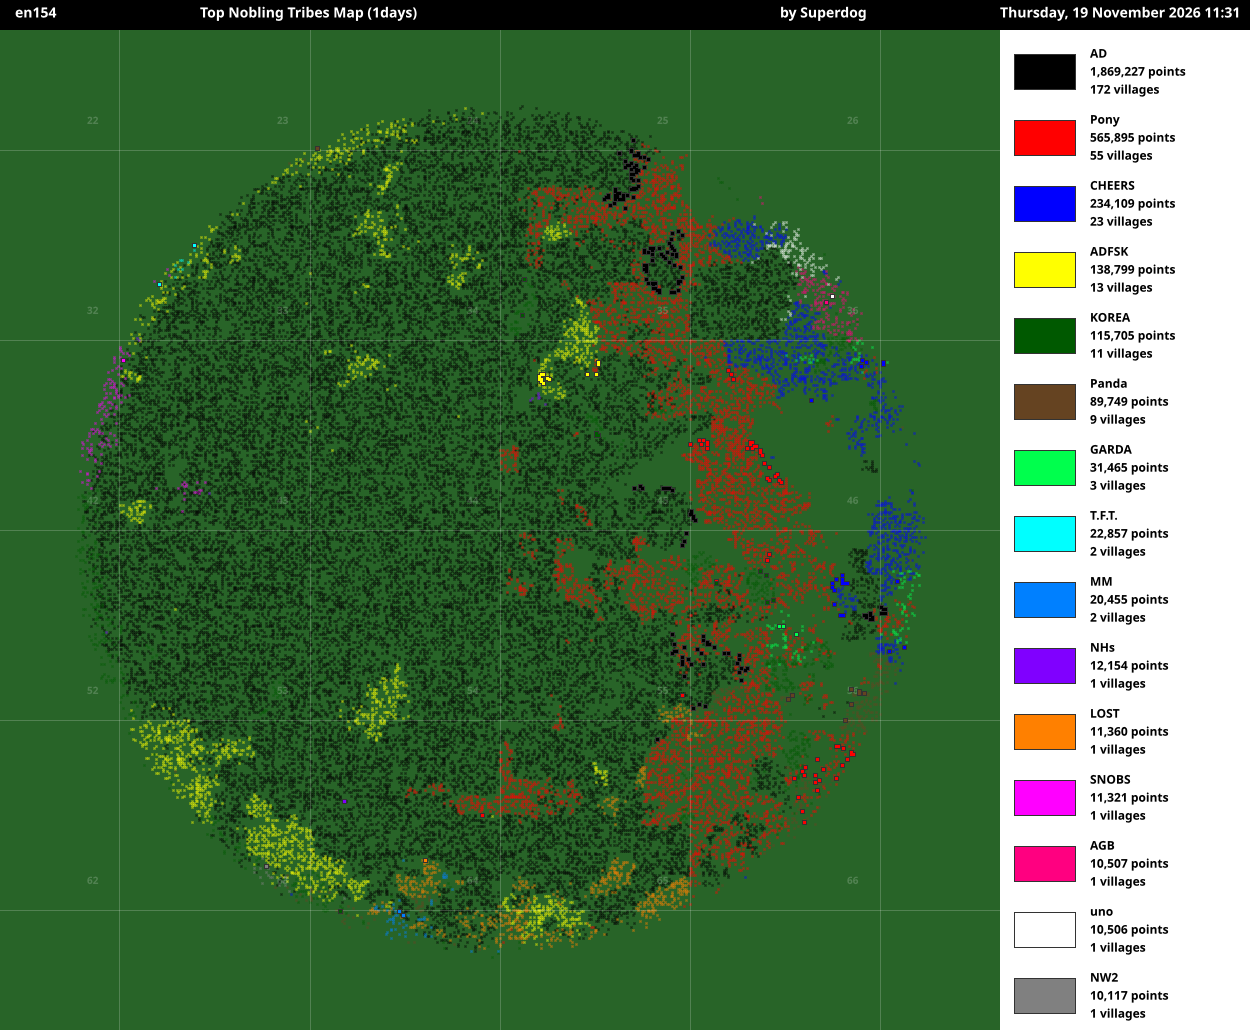 en154 Top Nobling Tribes Map (1days) by Superdog Thursday, 19 November 2026 11:31
AD
1,869,227 points
172 villages
Pony
565,895 points
55 villages
CHEERS
234,109 points
23 villages
ADFSK
138,799 points
13 villages
KOREA
115,705 points
11 villages
Panda
89,749 points
9 villages
GARDA
31,465 points
3 villages
T.F.T.
22,857 points
2 villages
MM
20,455 points
2 villages
NHs
12,154 points
1 villages
LOST
11,360 points
1 villages
SNOBS
11,321 points
1 villages
AGB
10,507 points
1 villages
uno
10,506 points
1 villages
NW2
10,117 points
1 villages
22 23 25 26
32 35 36
45 46
52 53 55
62 66